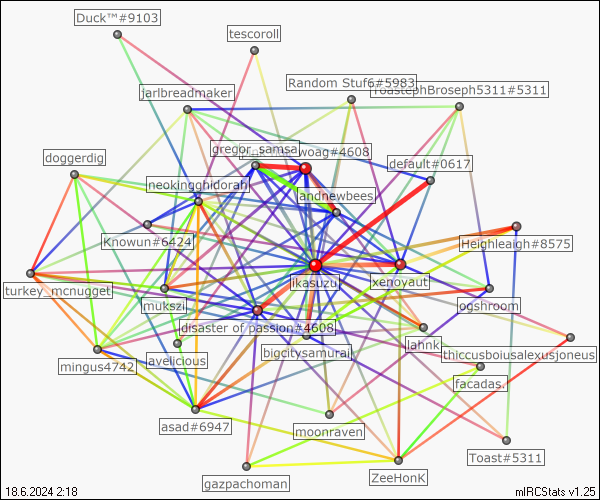 Duck™#9103
tescoroll
Random Stuf6#5983
jarlbreadmaker
ToastephBroseph5311#5311
gregor_samsa
woag#4608
doggerdig
default#0617
neokingghidorah
landnewbees
Knowun#6424
Heighleaigh#8575
turkey_mcnugget
mukszi
ikasuzu
xenoyaut
ogshroom
disaster of passion#4608
lahnk
mingus4742
avelicious
bigcitysamurai
thiccusboiusalexusjoneus
facadas.
asad#6947
moonraven
Toast#5311
gazpachoman
ZeeHonK
18.6.2024 2:18
mIRCStats v1.25